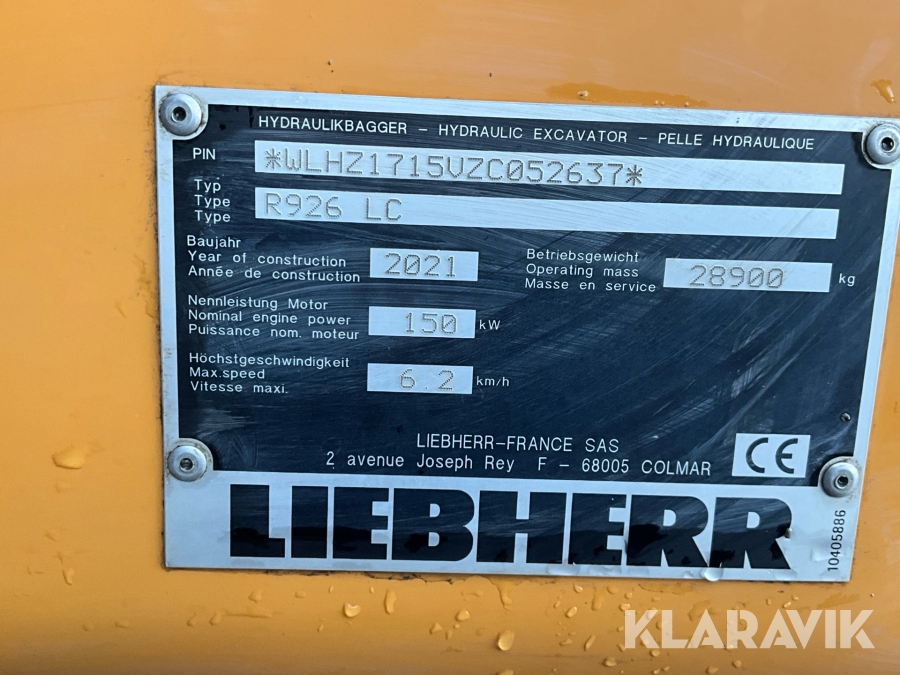 HYDRAULIKBAGGER – HYDRAULIC EXCAVATOR – PELLE HYDRAULIQUE
PIN *WLHZ1715VZC052637*
Typ
Type R926 LC
Type
Baujahr
Year of construction 2021
Année de construction
Betriebsgewicht
Operating mass 28900 kg
Masse en service
Nennleistung Motor
Nominal engine power 150 kW
Puissance nom. moteur
Höchstgeschwindigkeit
Max.speed 6.2 km/h
Vitesse maxi.
LIEBHERR–FRANCE SAS
2 avenue Joseph Rey F – 68005 COLMAR
CE
LIEBHERR
10405886
KLARAVIK